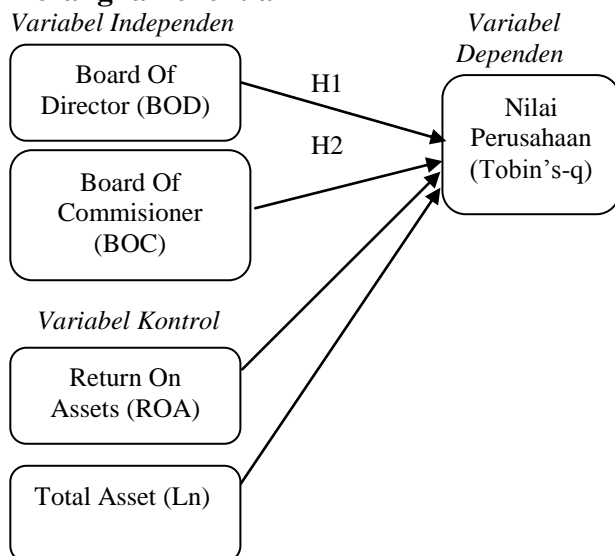 Variabel Independen
Variabel
Dependen
Board Of
Director (BOD)
H1
Nilai
Perusahaan
(Tobin’s-q)
H2
Board Of
Commisioner
(BOC)
Variabel Kontrol
Return On
Assets (ROA)
Total Asset (Ln)